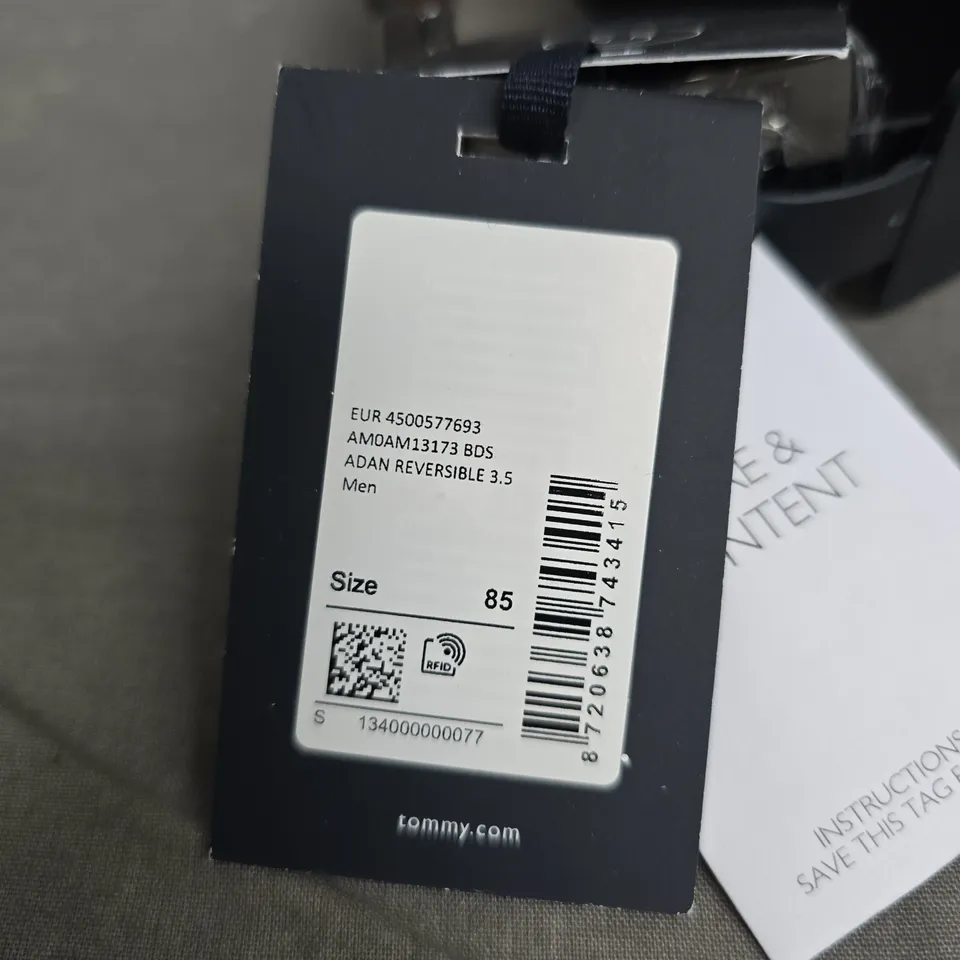 EUR 4500577693
AM0AM13173 BDS
ADAN REVERSIBLE 3.5
Men
Size 85
RFID
S 134000000077
8720638743415
tommy.com
&
INSTRUCTIONS
SAVE THIS TAG